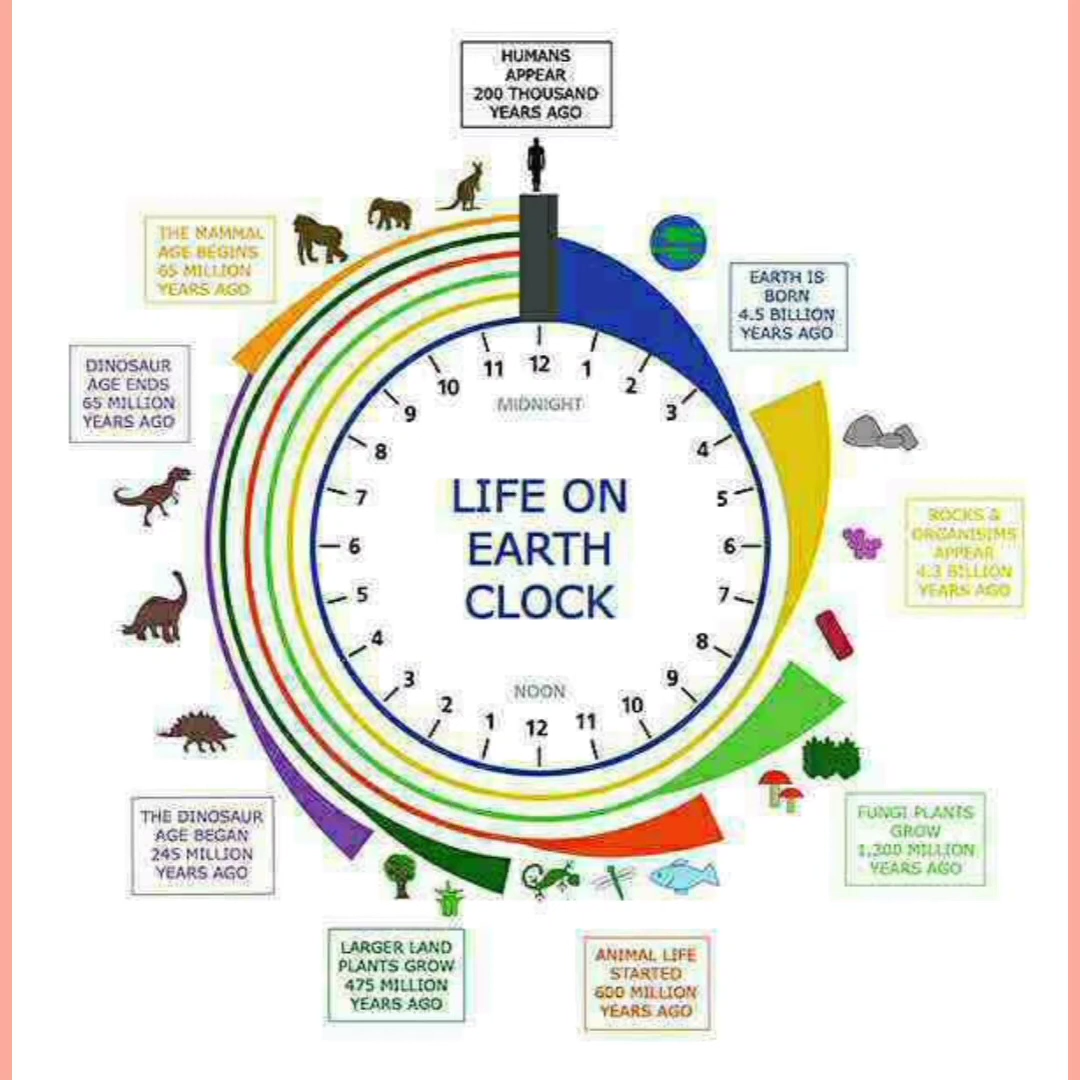 HUMANS
APPEAR
200 THOUSAND
YEARS AGO
EARTH IS
BORN
4.5 BILLION
YEARS AGO
ROCKS &
ORGANISIMS
APPEAR
4.3 BILLION
YEARS AGO
FUNGI PLANTS
GROW
1,300 MILLION
YEARS AGO
ANIMAL LIFE
STARTED
600 MILLION
YEARS AGO
LARGER LAND
PLANTS GROW
475 MILLION
YEARS AGO
THE DINOSAUR
AGE BEGAN
245 MILLION
YEARS AGO
DINOSAUR
AGE ENDS
65 MILLION
YEARS AGO
THE MAMMAL
AGE BEGINS
65 MILLION
YEARS AGO
12
1
2
3
4
5
6
7
8
9
10
11
12
1
2
3
4
5
6
7
8
9
10
11
MIDNIGHT
LIFE ON
EARTH
CLOCK
NOON